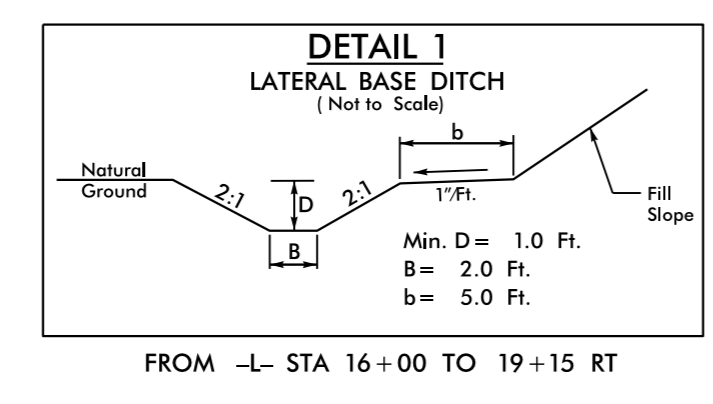 DETAIL 1
LATERAL BASE DITCH
( Not to Scale)
b
Natural
Ground
2:1
D
2:1
1"/Ft.
Fill
Slope
B
Min. D= 1.0 Ft.
B= 2.0 Ft.
b= 5.0 Ft.
FROM -L- STA 16+00 TO 19+15 RT